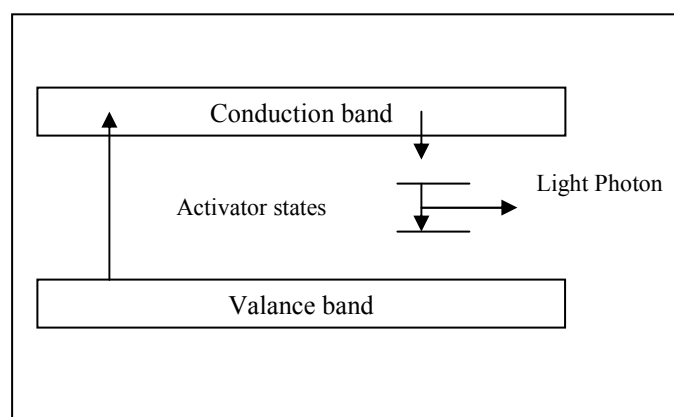 Conduction band
Light Photon
Activator states
Valance band